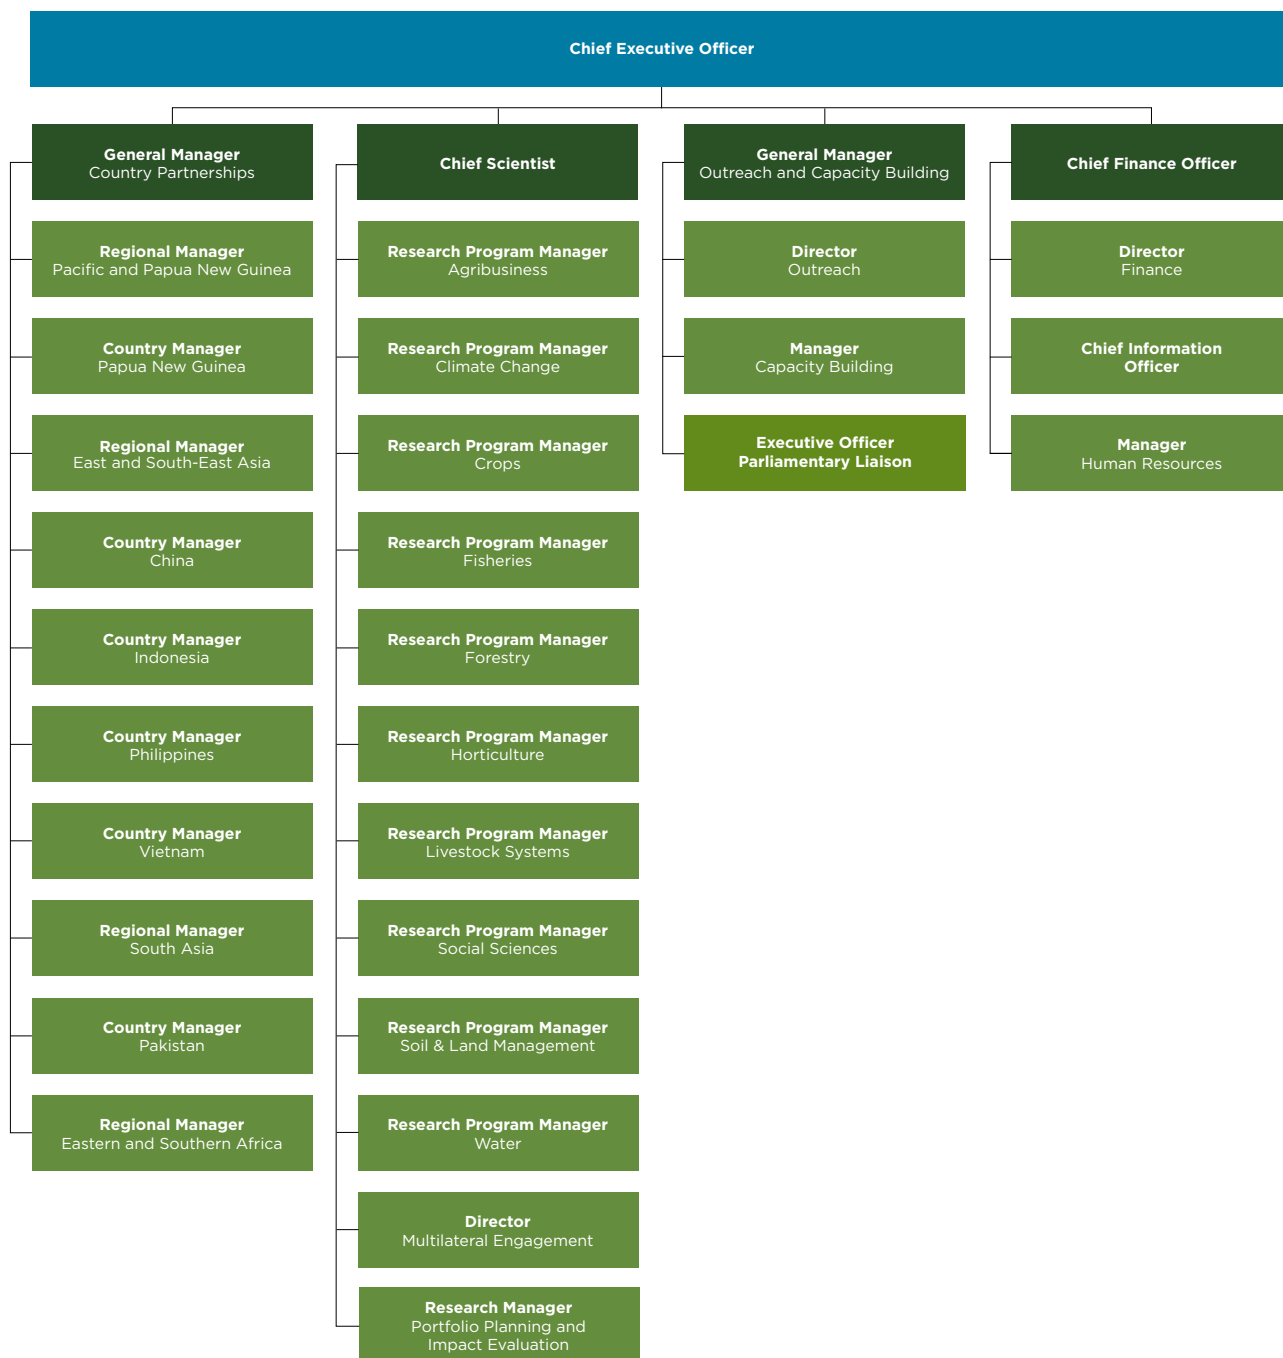 Chief Executive Officer
General Manager
Country Partnerships
Regional Manager
Pacific and Papua New Guinea
Country Manager
Papua New Guinea
Regional Manager
East and South-East Asia
Country Manager
China
Country Manager
Indonesia
Country Manager
Philippines
Country Manager
Vietnam
Regional Manager
South Asia
Country Manager
Pakistan
Regional Manager
Eastern and Southern Africa
Chief Scientist
Research Program Manager
Agribusiness
Research Program Manager
Climate Change
Research Program Manager
Crops
Research Program Manager
Fisheries
Research Program Manager
Forestry
Research Program Manager
Horticulture
Research Program Manager
Livestock Systems
Research Program Manager
Social Sciences
Research Program Manager
Soil & Land Management
Research Program Manager
Water
Director
Multilateral Engagement
Research Manager
Portfolio Planning and
Impact Evaluation
General Manager
Outreach and Capacity Building
Director
Outreach
Manager
Capacity Building
Executive Officer
Parliamentary Liaison
Chief Finance Officer
Director
Finance
Chief Information
Officer
Manager
Human Resources